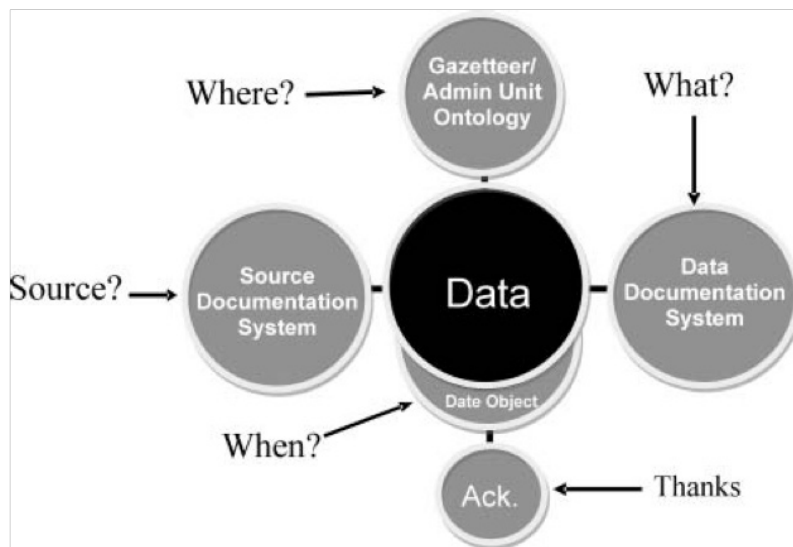 Gazetteer/
Admin Unit
Ontology
Where?
What?
Source?
Source
Documentation
System
Data
Data
Documentation
System
Date Object
When?
Ack.
Thanks